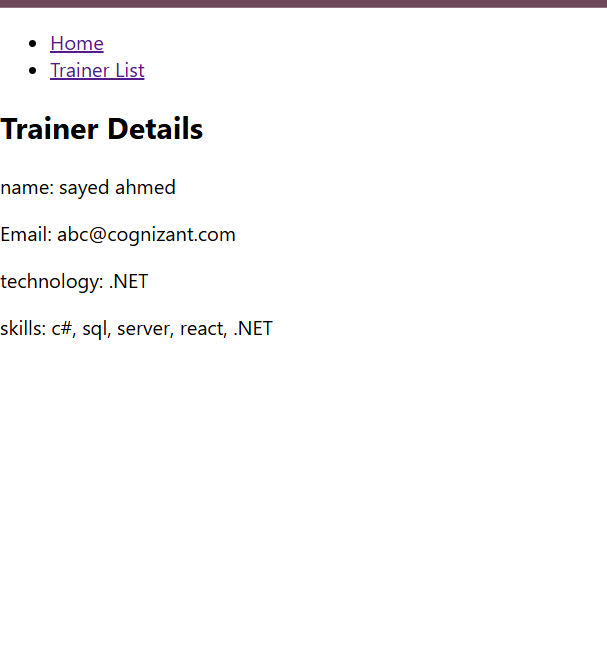 Home
Trainer List
Trainer Details
name: sayed ahmed
Email: abc@cognizant.com
technology: .NET
skills: c#, sql, server, react, .NET